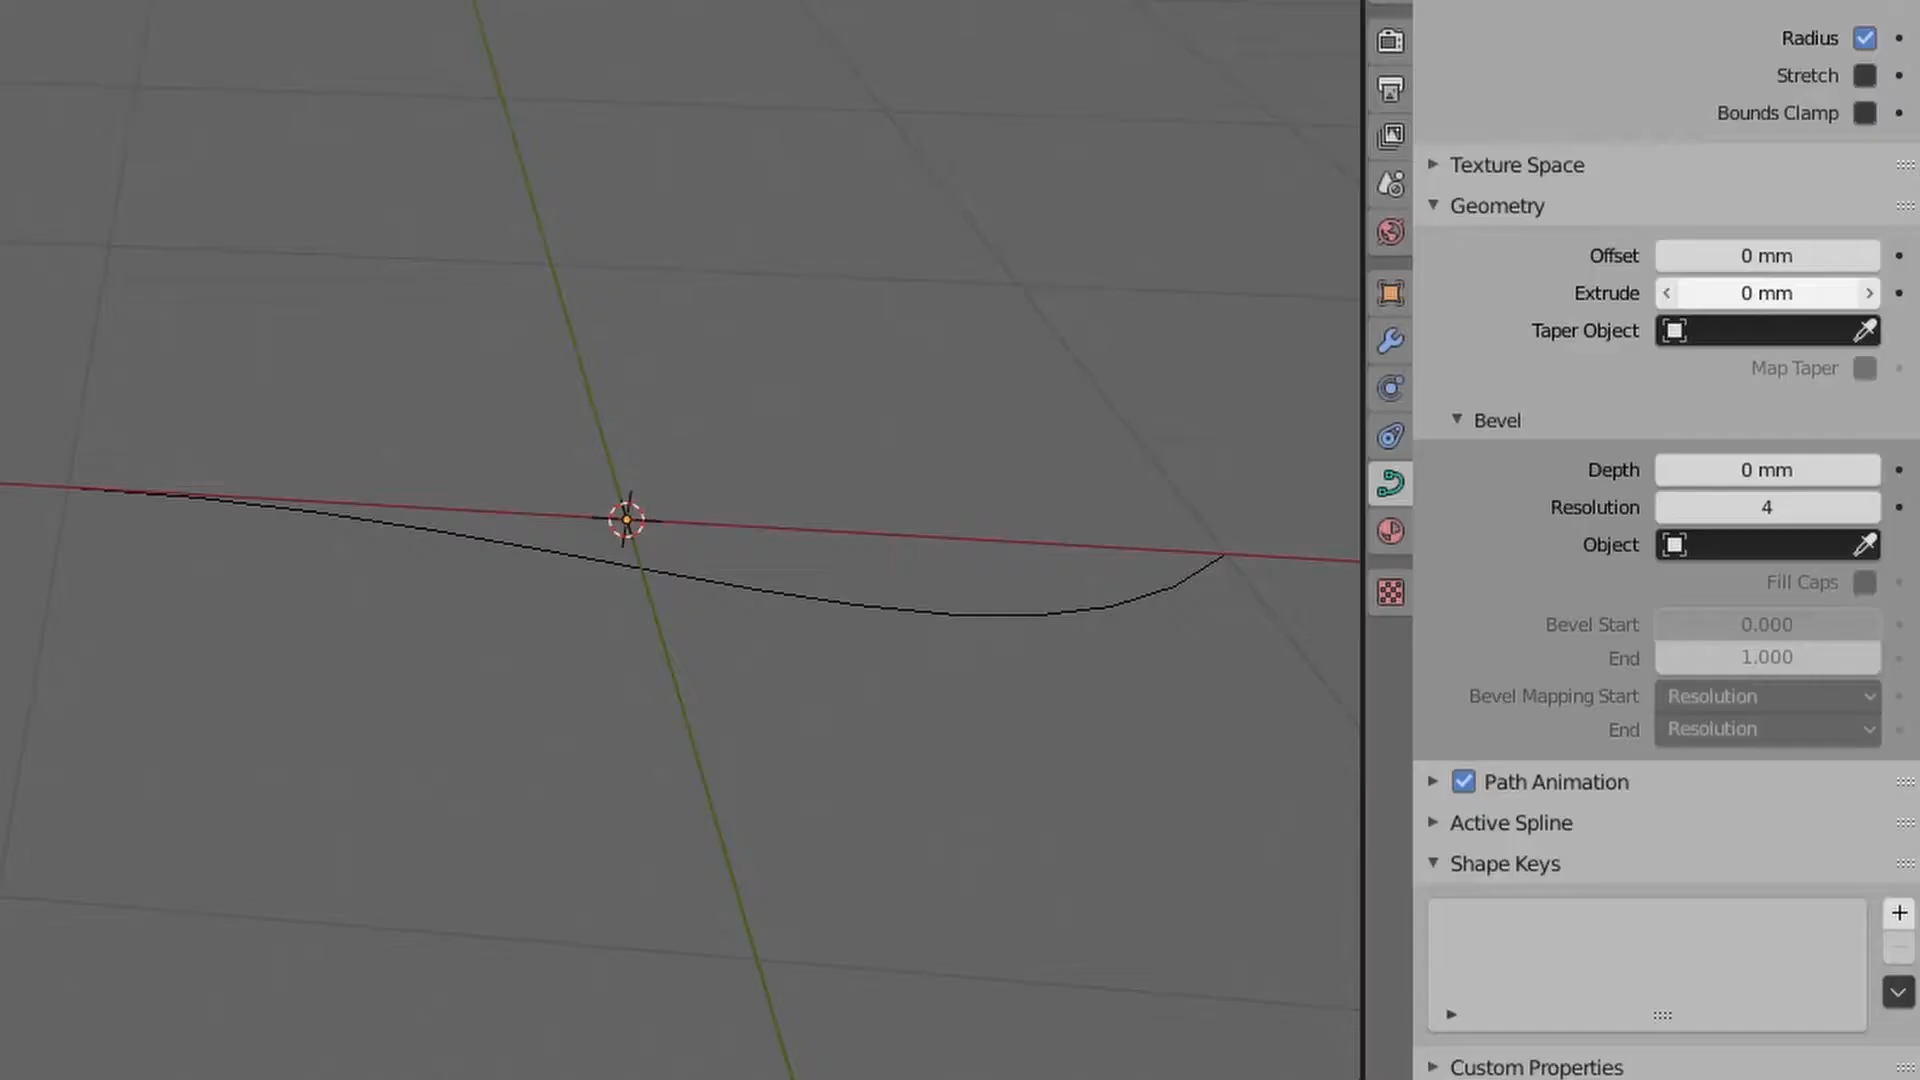 Radius
Stretch
Bounds Clamp
Texture Space
Geometry
Offset 0 mm
Extrude 0 mm
Taper Object
Map Taper
Bevel
Depth 0 mm
Resolution 4
Object
Fill Caps
Bevel Start 0.000
End 1.000
Bevel Mapping Start Resolution
End Resolution
Path Animation
Active Spline
Shape Keys
Custom Properties